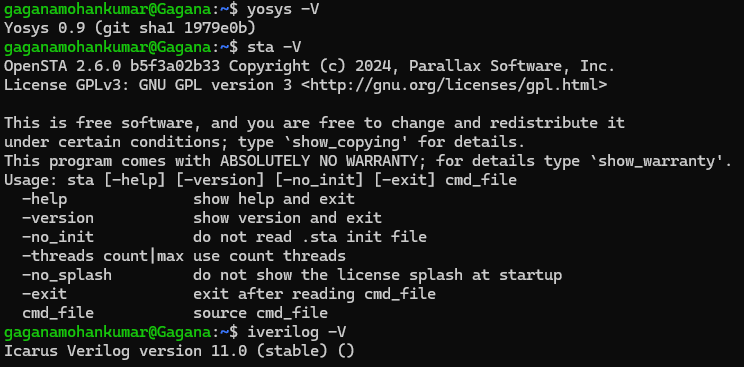 gaganamohankumar@Gagana:~$ yosys -V
Yosys 0.9 (git sha1 1979e0b)
gaganamohankumar@Gagana:~$ sta -V
OpenSTA 2.6.0 b5f3a02b33 Copyright (c) 2024, Parallax Software, Inc.
License GPLv3: GNU GPL version 3 <http://gnu.org/licenses/gpl.html>

This is free software, and you are free to change and redistribute it
under certain conditions; type `show_copying' for details.
This program comes with ABSOLUTELY NO WARRANTY; for details type `show_warranty'.
Usage: sta [-help] [-version] [-no_init] [-exit] cmd_file
  -help              show help and exit
  -version           show version and exit
  -no_init           do not read .sta init file
  -threads count|max use count threads
  -no_splash         do not show the license splash at startup
  -exit              exit after reading cmd_file
  cmd_file           source cmd_file
gaganamohankumar@Gagana:~$ iverilog -V
Icarus Verilog version 11.0 (stable) ()